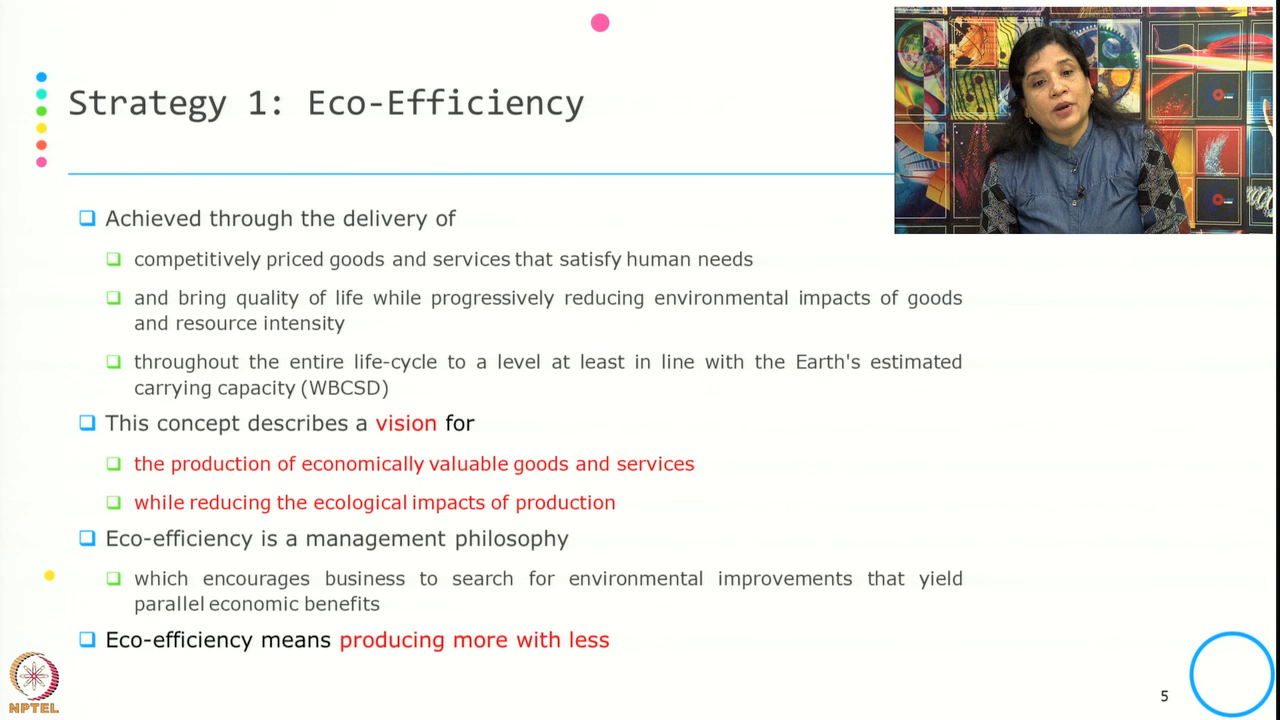 Strategy 1: Eco-Efficiency
Achieved through the delivery of
competitively priced goods and services that satisfy human needs
and bring quality of life while progressively reducing environmental impacts of goods
and resource intensity
throughout the entire life-cycle to a level at least in line with the Earth's estimated
carrying capacity (WBCSD)
This concept describes a vision for
the production of economically valuable goods and services
while reducing the ecological impacts of production
Eco-efficiency is a management philosophy
which encourages business to search for environmental improvements that yield
parallel economic benefits
Eco-efficiency means producing more with less
NPTEL
5